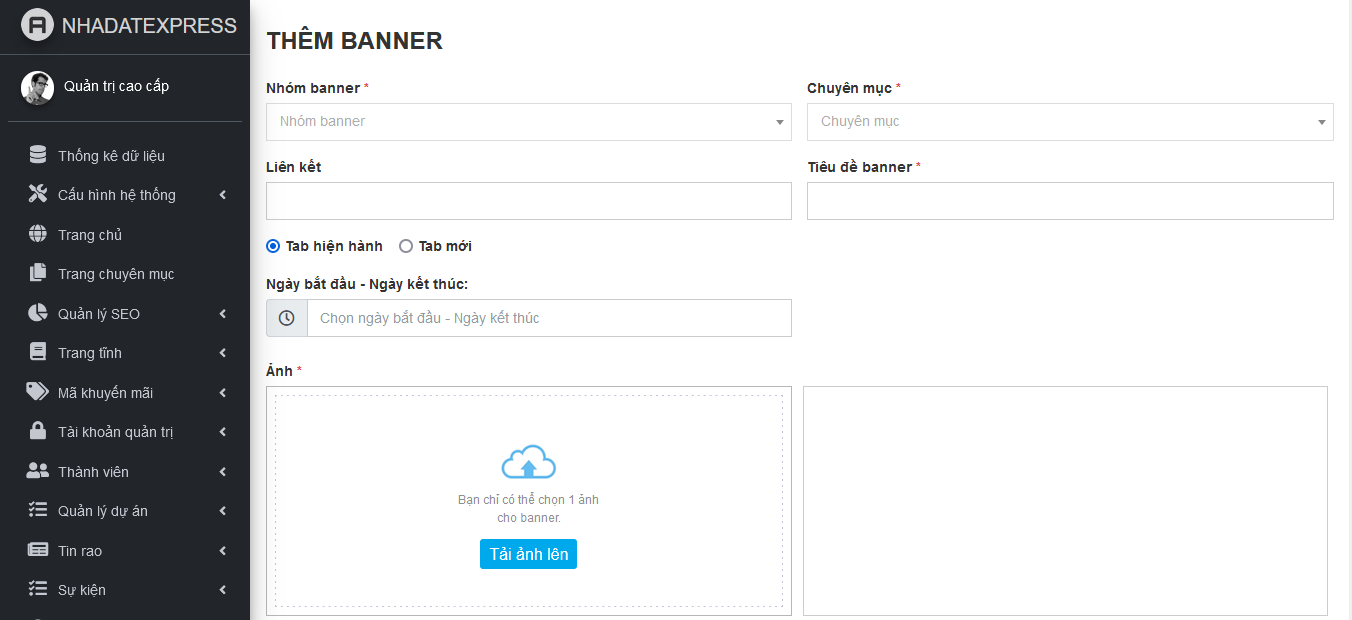 NHADATEXPRESS
Quản trị cao cấp
Thống kê dữ liệu
Cấu hình hệ thống
Trang chủ
Trang chuyên mục
Quản lý SEO
Trang tĩnh
Mã khuyến mãi
Tài khoản quản trị
Thành viên
Quản lý dự án
Tin rao
Sự kiện
THÊM BANNER
Nhóm banner *
Chuyên mục *
Nhóm banner
Chuyên mục
Liên kết
Tiêu đề banner *
Tab hiện hành
Tab mới
Ngày bắt đầu - Ngày kết thúc:
Chọn ngày bắt đầu - Ngày kết thúc
Ảnh *
Bạn chỉ có thể chọn 1 ảnh
cho banner.
Tải ảnh lên